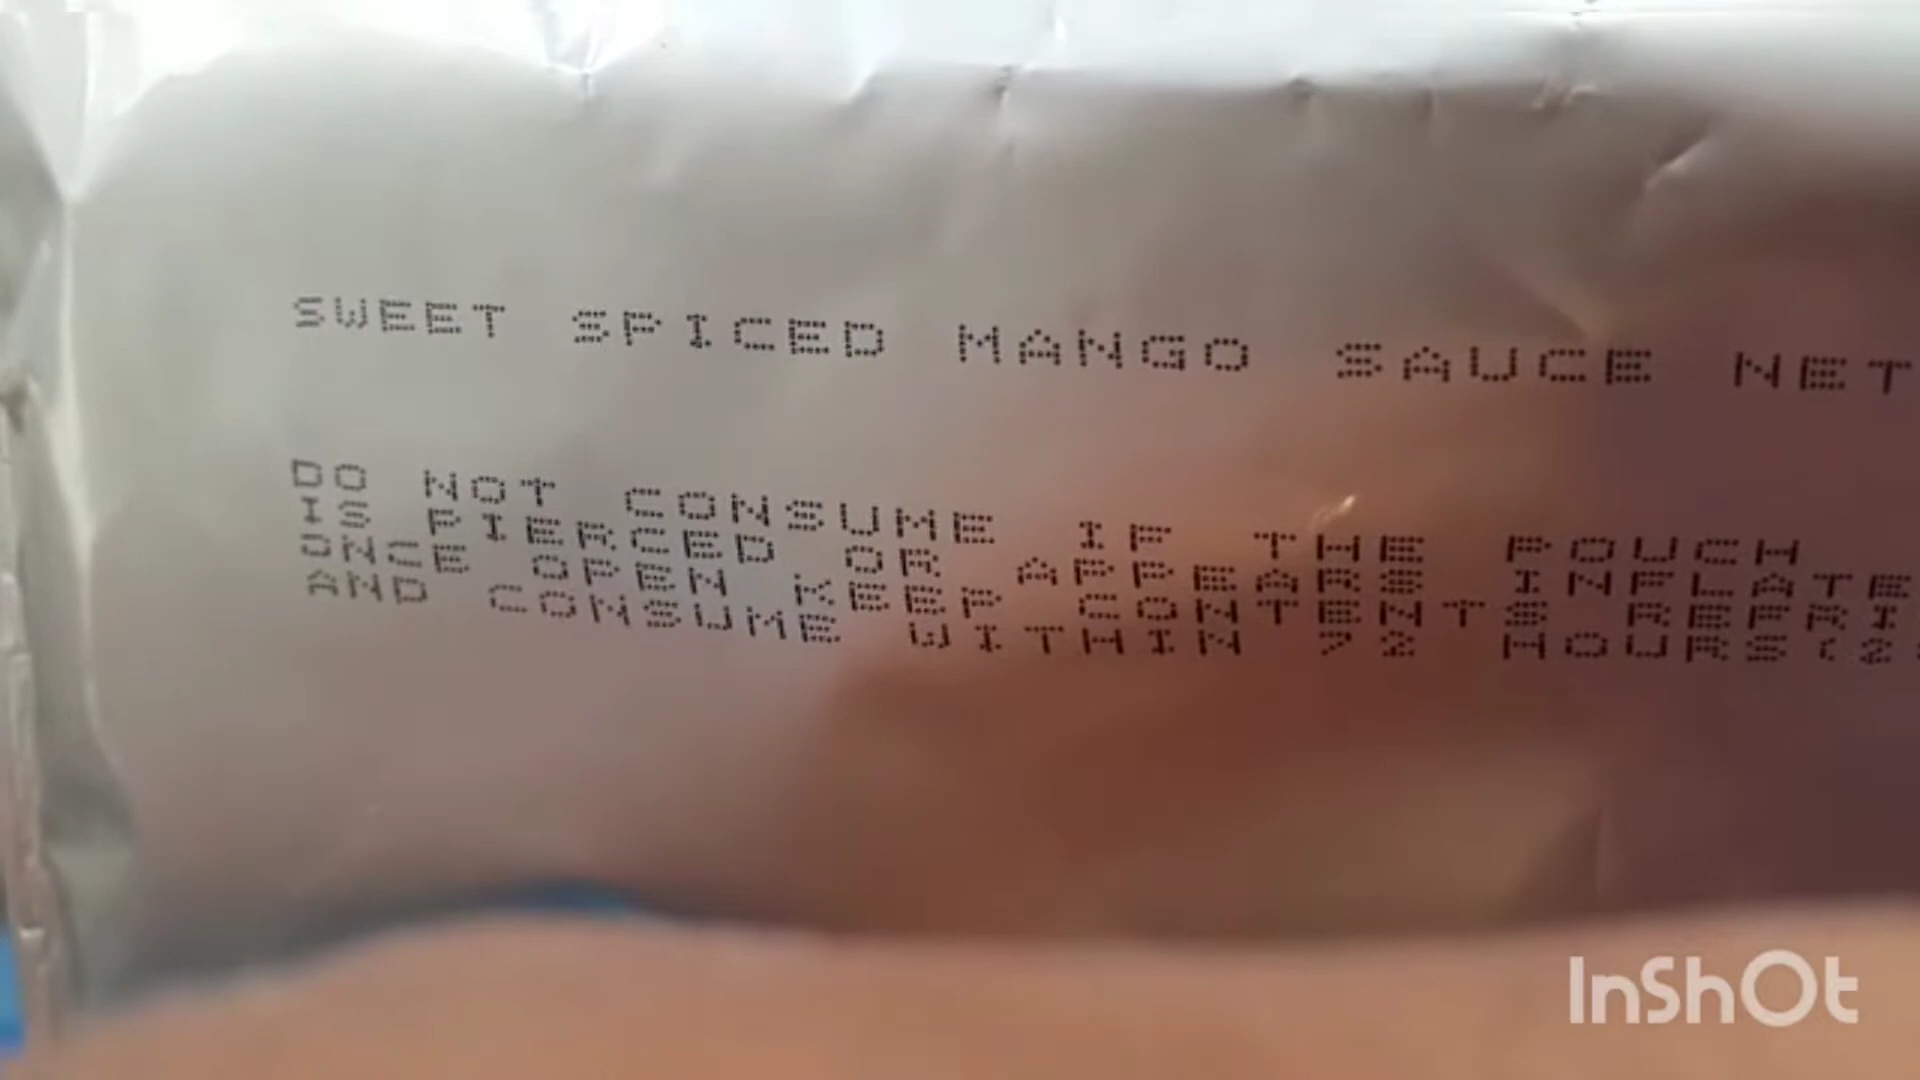 SWEET SPICED MANGO SAUCE NET
DO NOT CONSUME IF THE POUCH
IS PIERCED OR APPEARS INFLATE
ONCE OPEN KEEP CONTENTS REFRI
AND CONSUME WITHIN 72 HOURS(2
InShOt